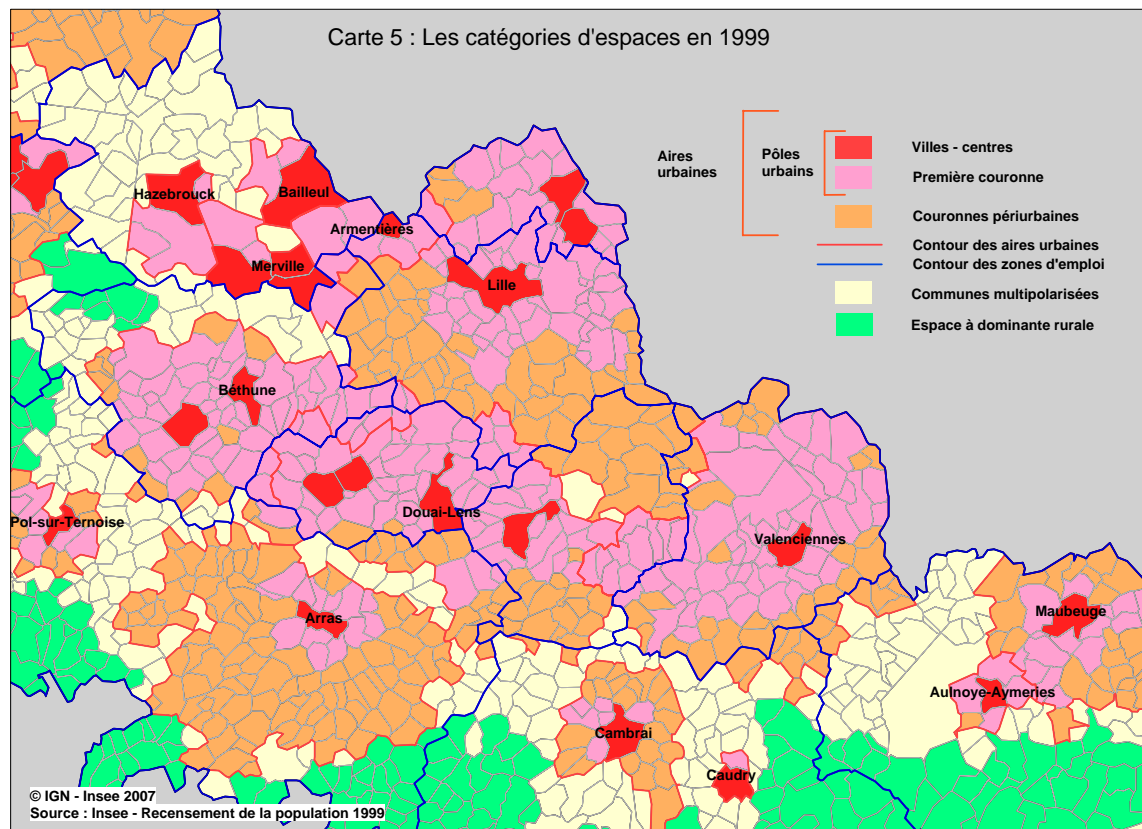 Carte 5 : Les catégories d'espaces en 1999
Aires
urbaines
Pôles
urbains
Villes - centres
Première couronne
Couronnes périurbaines
Contour des aires urbaines
Contour des zones d'emploi
Communes multipolarisées
Espace à dominante rurale
Hazebrouck
Bailleul
Armentières
Merville
Lille
Béthune
Douai-Lens
Pol-sur-Ternoise
Valenciennes
Arras
Maubeuge
Aulnoye-Aymeries
Cambrai
Caudry
© IGN - Insee 2007
Source : Insee - Recensement de la population 1999